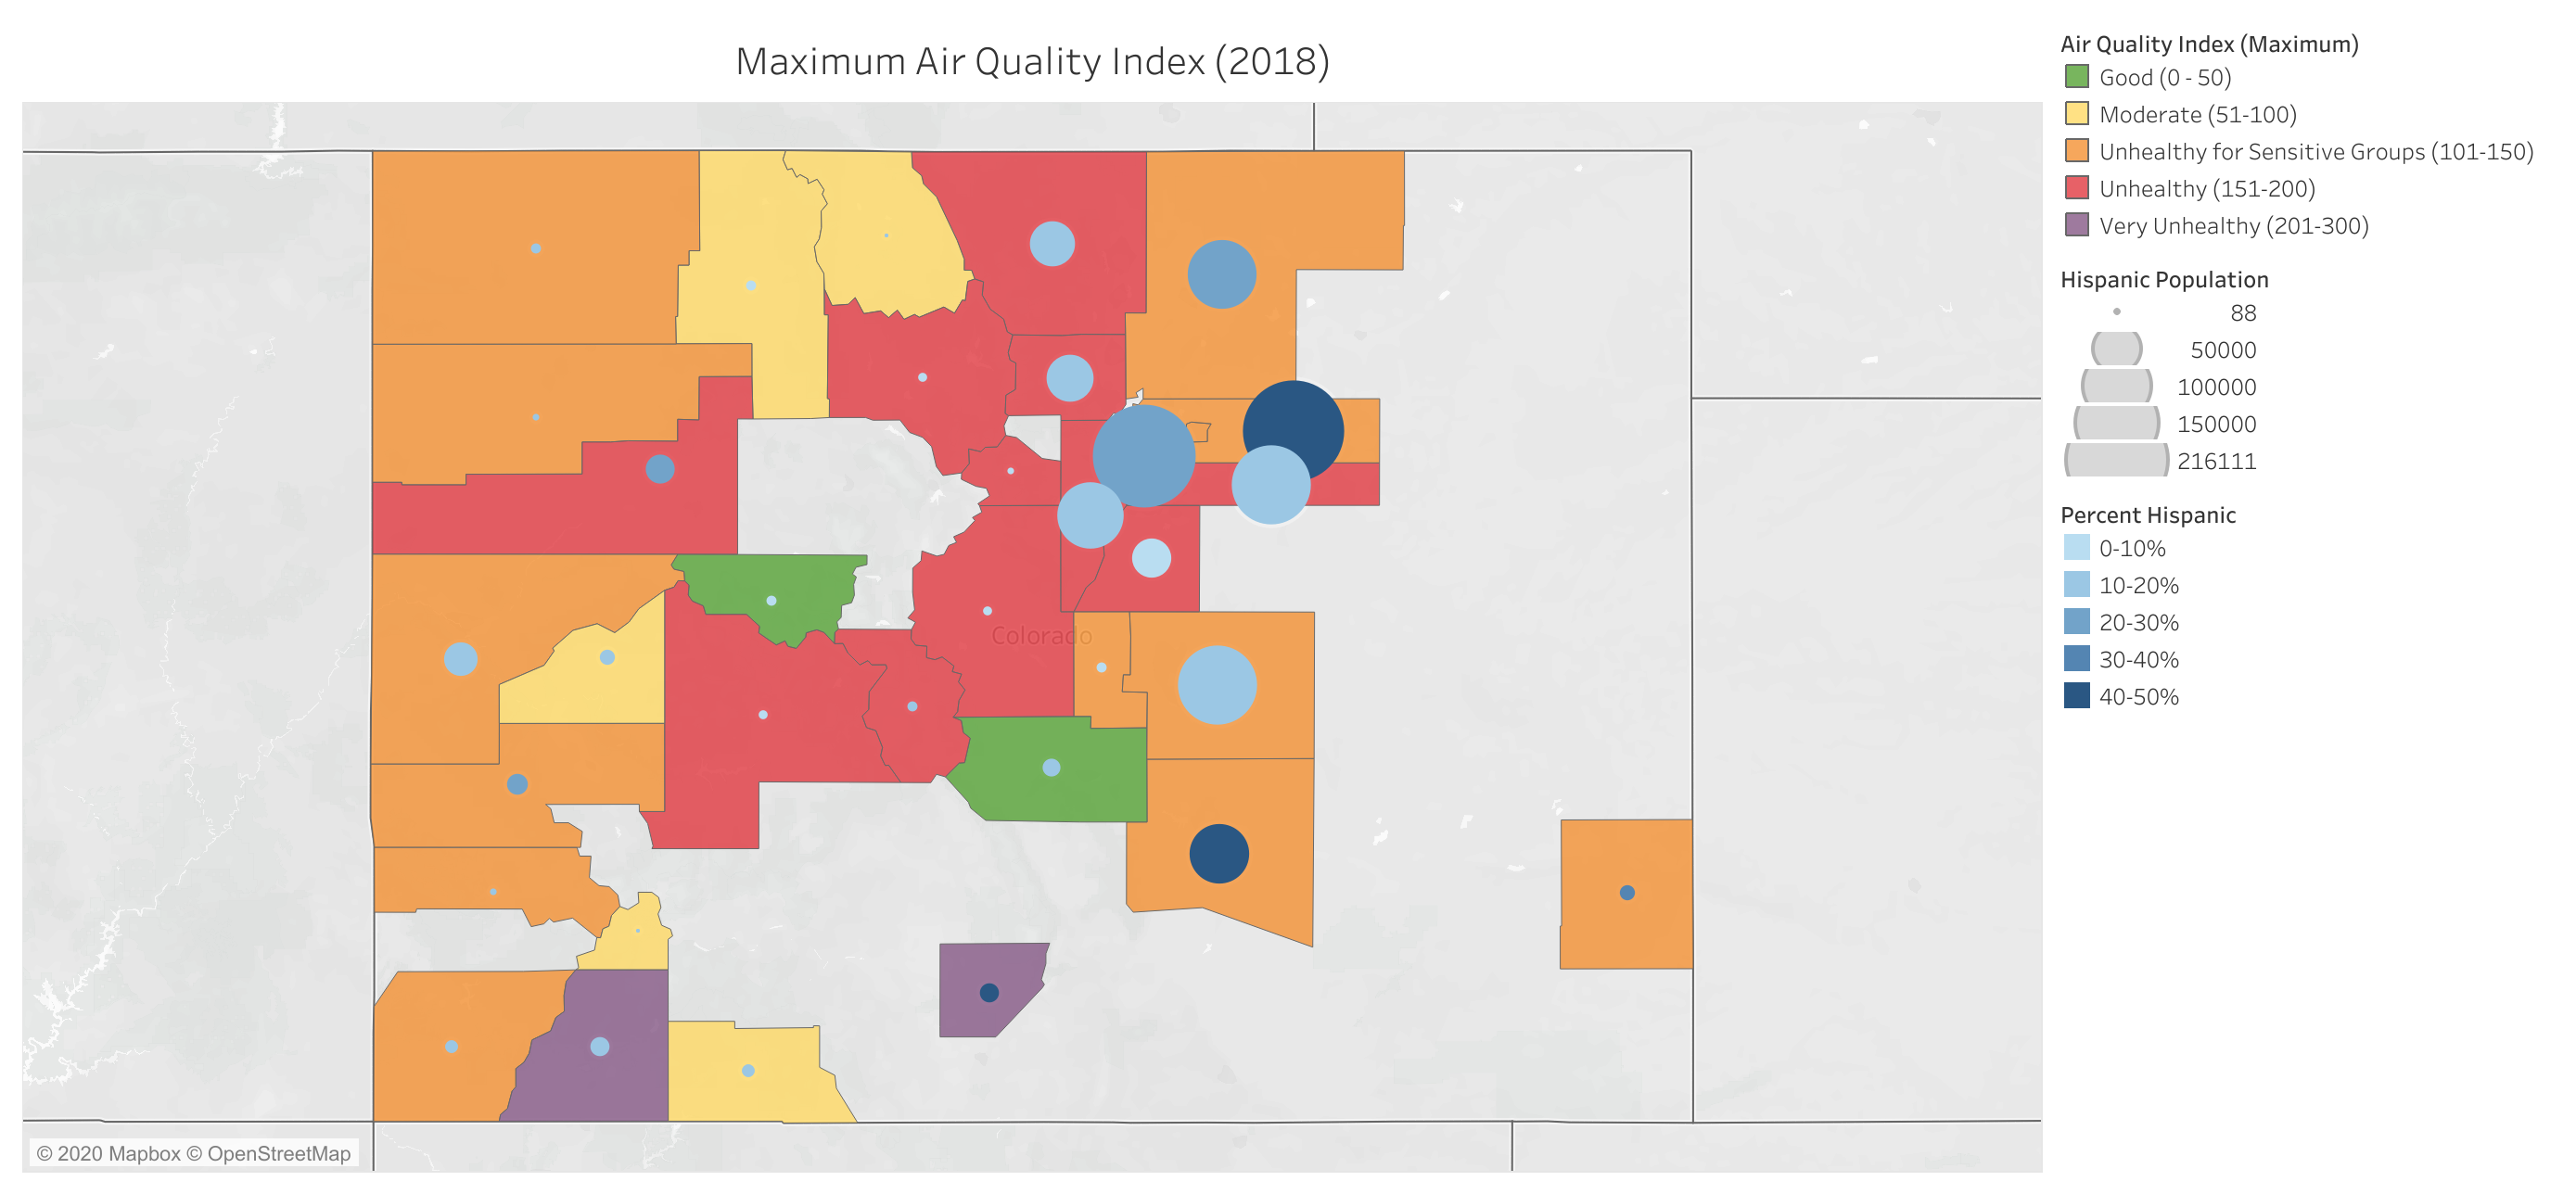 Maximum Air Quality Index (2018)
Colorado
© 2020 Mapbox © OpenStreetMap
Air Quality Index (Maximum)
Good (0 - 50)
Moderate (51-100)
Unhealthy for Sensitive Groups (101-150)
Unhealthy (151-200)
Very Unhealthy (201-300)
Hispanic Population
88
50000
100000
150000
216111
Percent Hispanic
0-10%
10-20%
20-30%
30-40%
40-50%